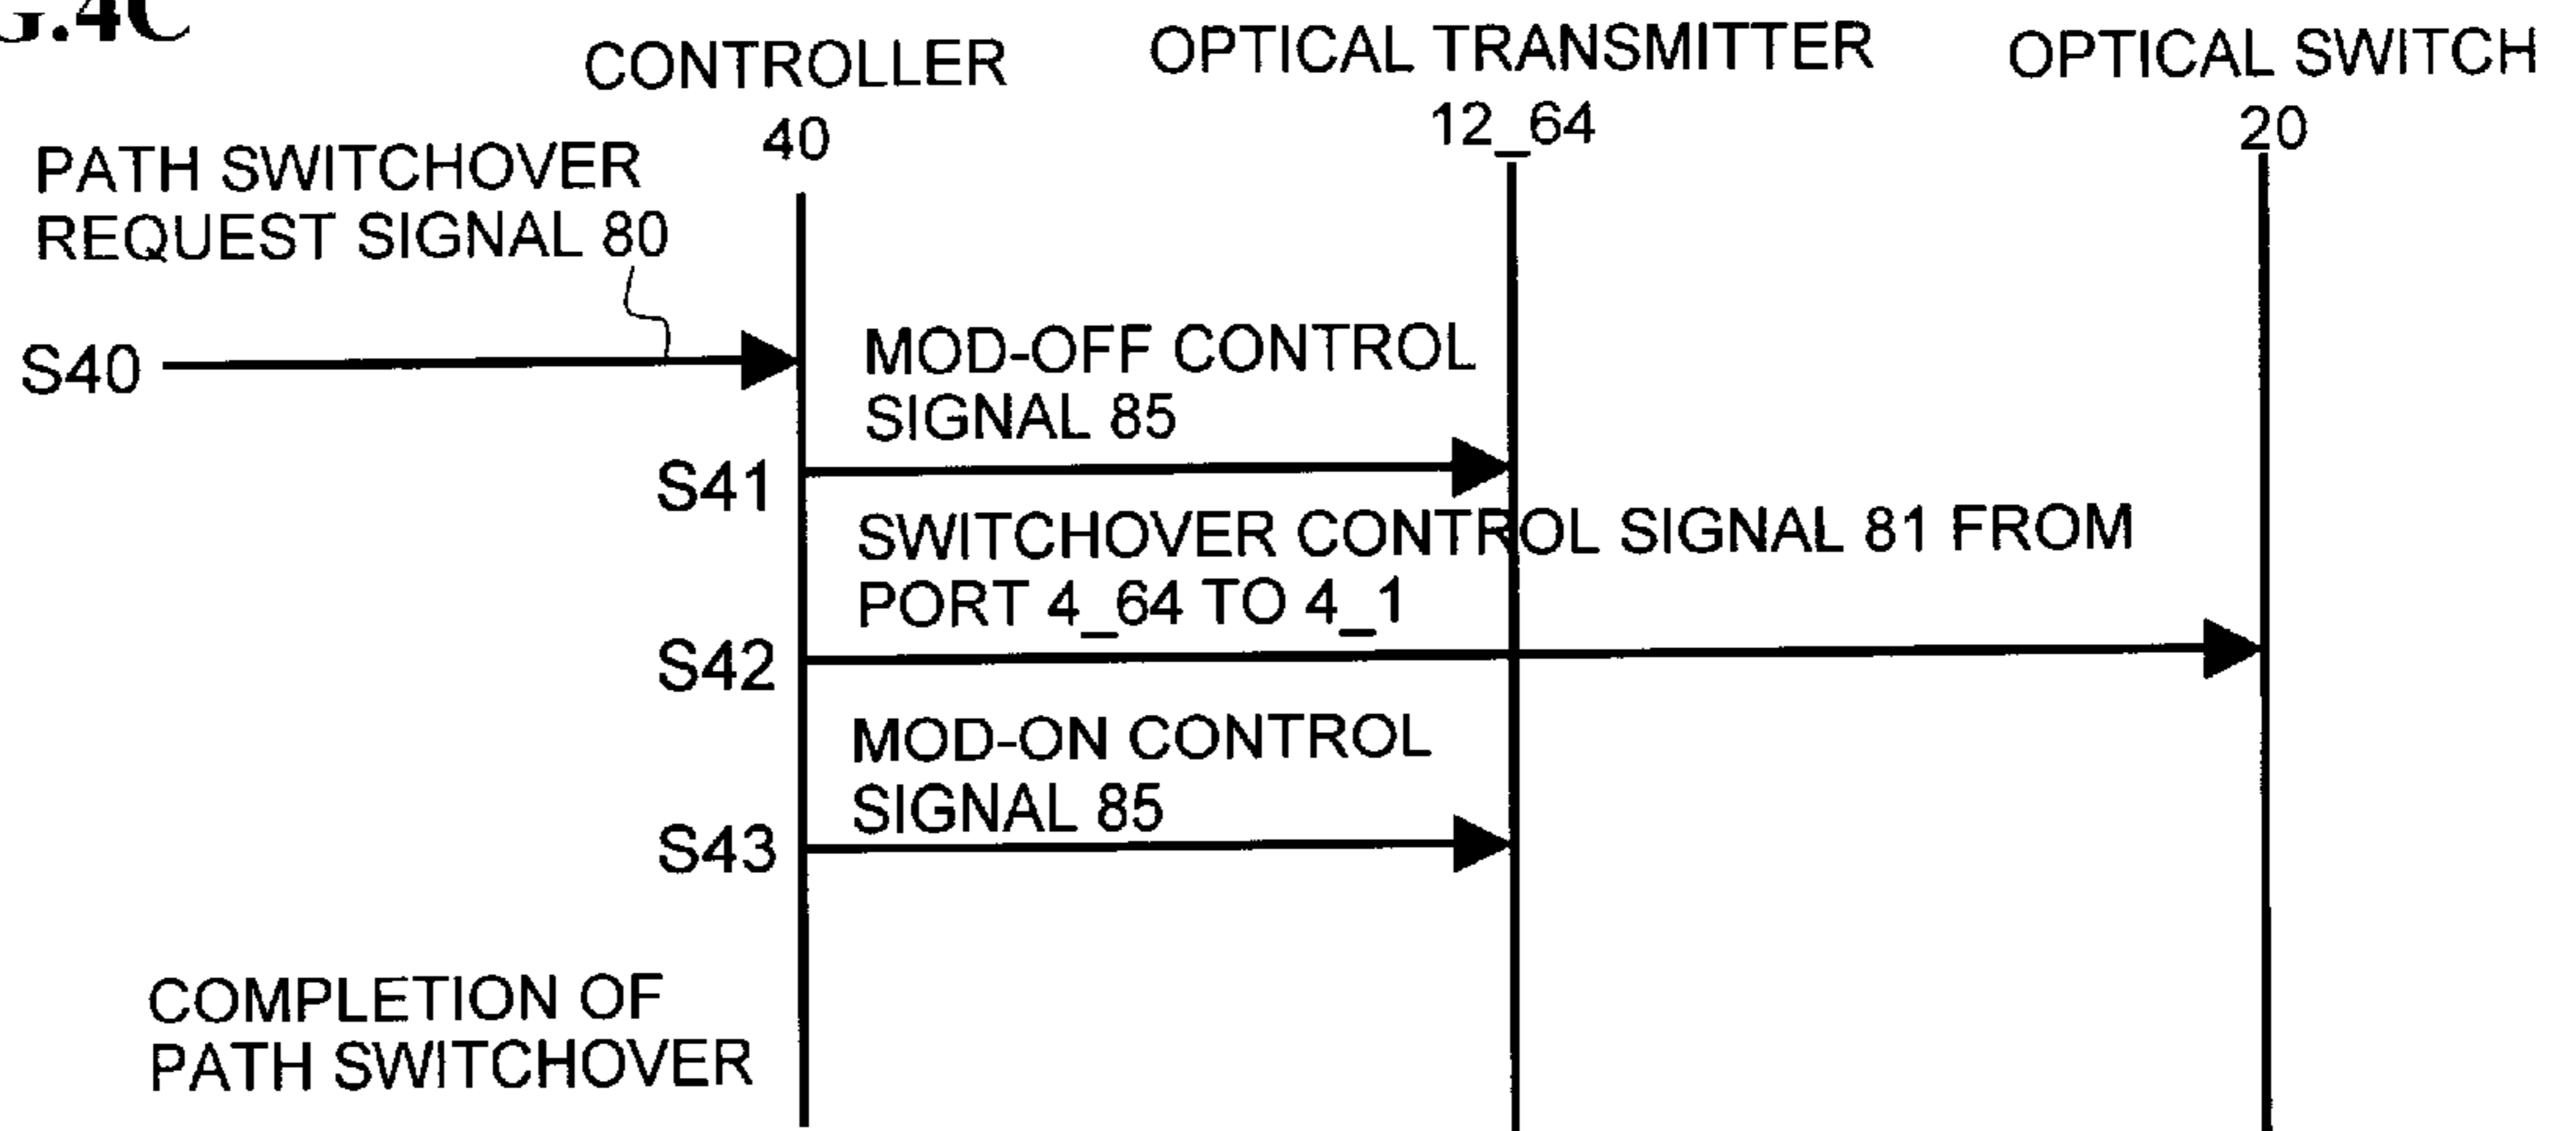 G.4C
CONTROLLER
40
OPTICAL TRANSMITTER
12_64
OPTICAL SWITCH
20
PATH SWITCHOVER
REQUEST SIGNAL 80
S40
MOD-OFF CONTROL
SIGNAL 85
S41
SWITCHOVER CONTROL SIGNAL 81 FROM
PORT 4_64 TO 4_1
S42
MOD-ON CONTROL
SIGNAL 85
S43
COMPLETION OF
PATH SWITCHOVER